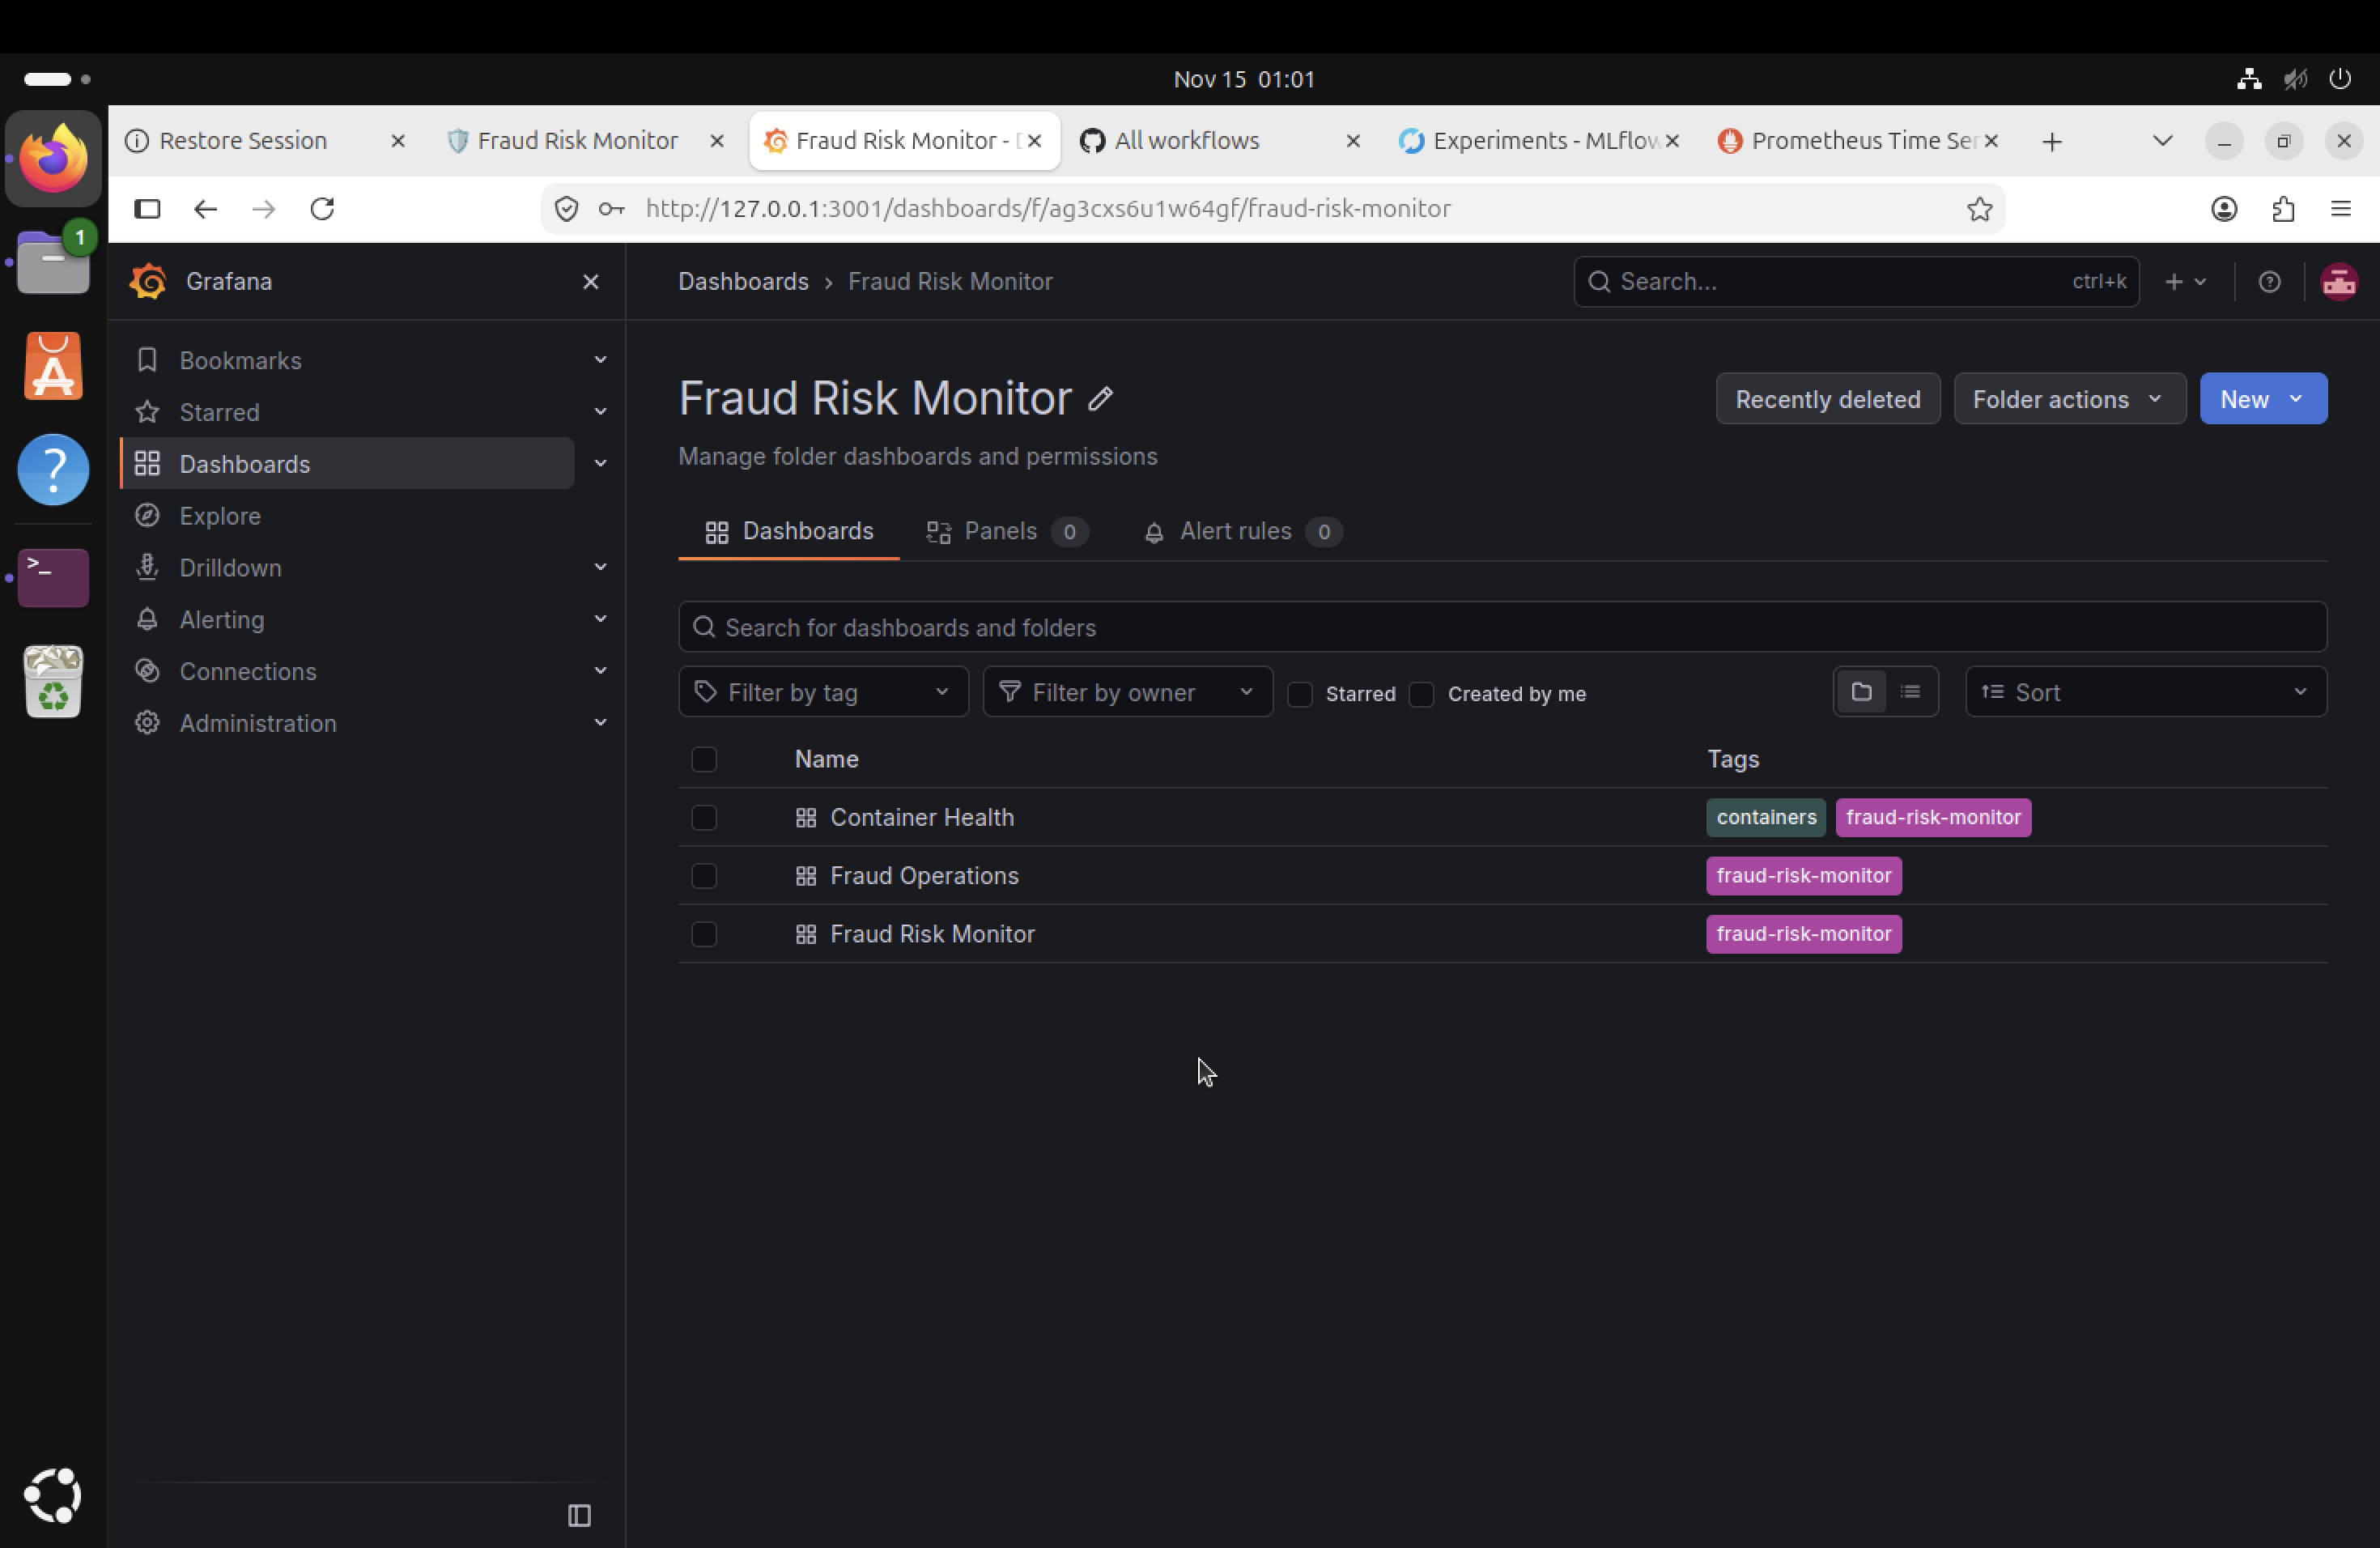 Nov 15 01:01
Restore Session
Fraud Risk Monitor
Fraud Risk Monitor -
All workflows
Experiments - MLflow
Prometheus Time Ser
1
http://127.0.0.1:3001/dashboards/f/ag3cxs6u1w64gf/fraud-risk-monitor
Grafana
Dashboards › Fraud Risk Monitor
Search...
ctrl+k
Bookmarks
Starred
Dashboards
Explore
Drilldown
Alerting
Connections
Administration
Fraud Risk Monitor
Recently deleted
Folder actions
New
Manage folder dashboards and permissions
Dashboards
Panels 0
Alert rules 0
Search for dashboards and folders
Filter by tag
Filter by owner
Starred
Created by me
Sort
Name
Tags
Container Health
containers
fraud-risk-monitor
Fraud Operations
fraud-risk-monitor
Fraud Risk Monitor
fraud-risk-monitor